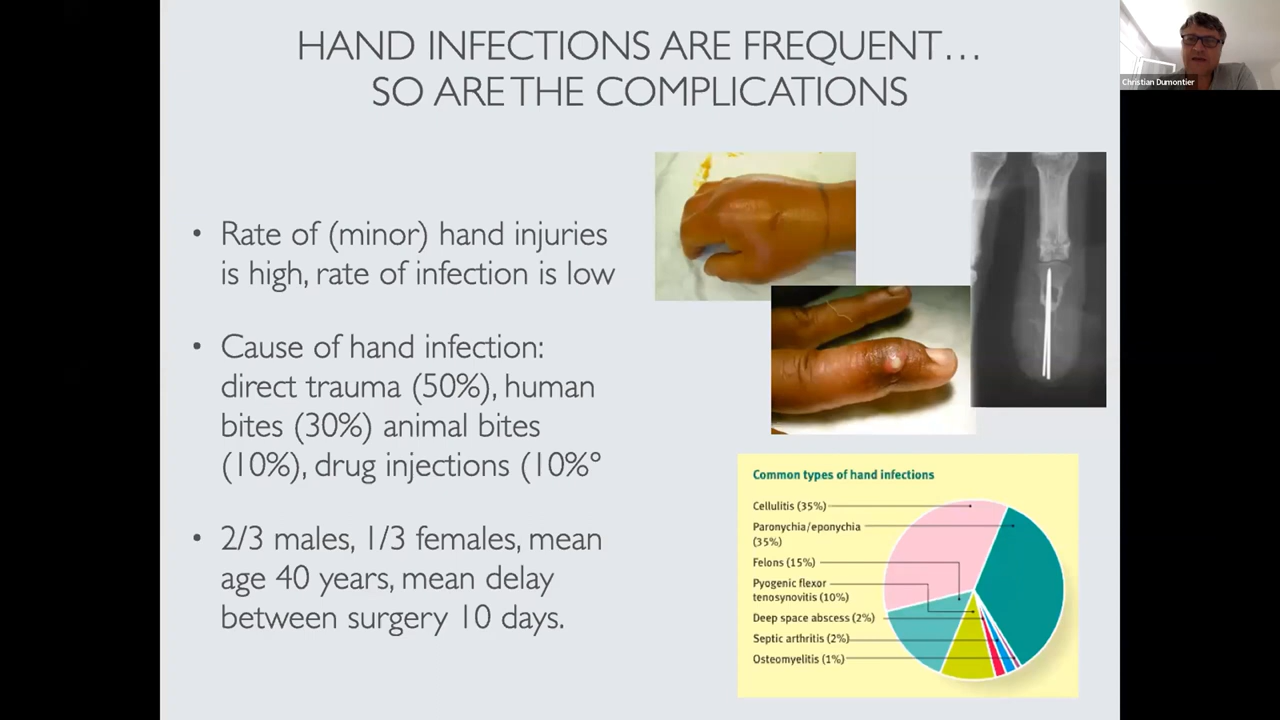 HAND INFECTIONS ARE FREQUENT…
SO ARE THE COMPLICATIONS
Christian Dumontier
• Rate of (minor) hand injuries
is high, rate of infection is low
• Cause of hand infection:
direct trauma (50%), human
bites (30%) animal bites
(10%), drug injections (10%°
• 2/3 males, 1/3 females, mean
age 40 years, mean delay
between surgery 10 days.
Common types of hand infections
Cellulitis (35%)
Paronychia/eponychia
(35%)
Felons (15%)
Pyogenic flexor
tenosynovitis (10%)
Deep space abscess (2%)
Septic arthritis (2%)
Osteomyelitis (1%)